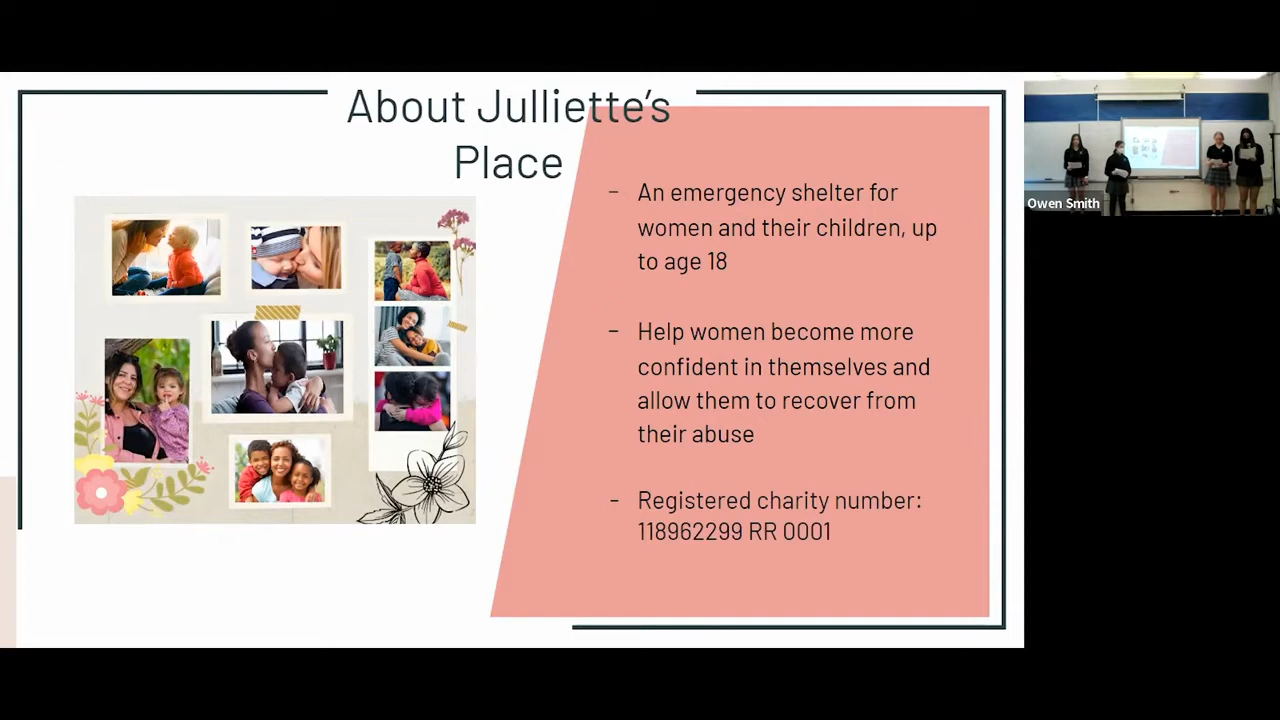 About Julliette's
Place
- An emergency shelter for
women and their children, up
to age 18
- Help women become more
confident in themselves and
allow them to recover from
their abuse
- Registered charity number:
118962299 RR 0001
Owen Smith